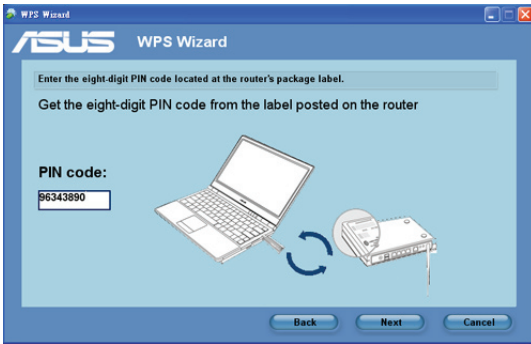 WPS Wizard
ASUS WPS Wizard
Enter the eight-digit PIN code located at the router's package label.
Get the eight-digit PIN code from the label posted on the router
PIN code:
96343890
Back Next Cancel